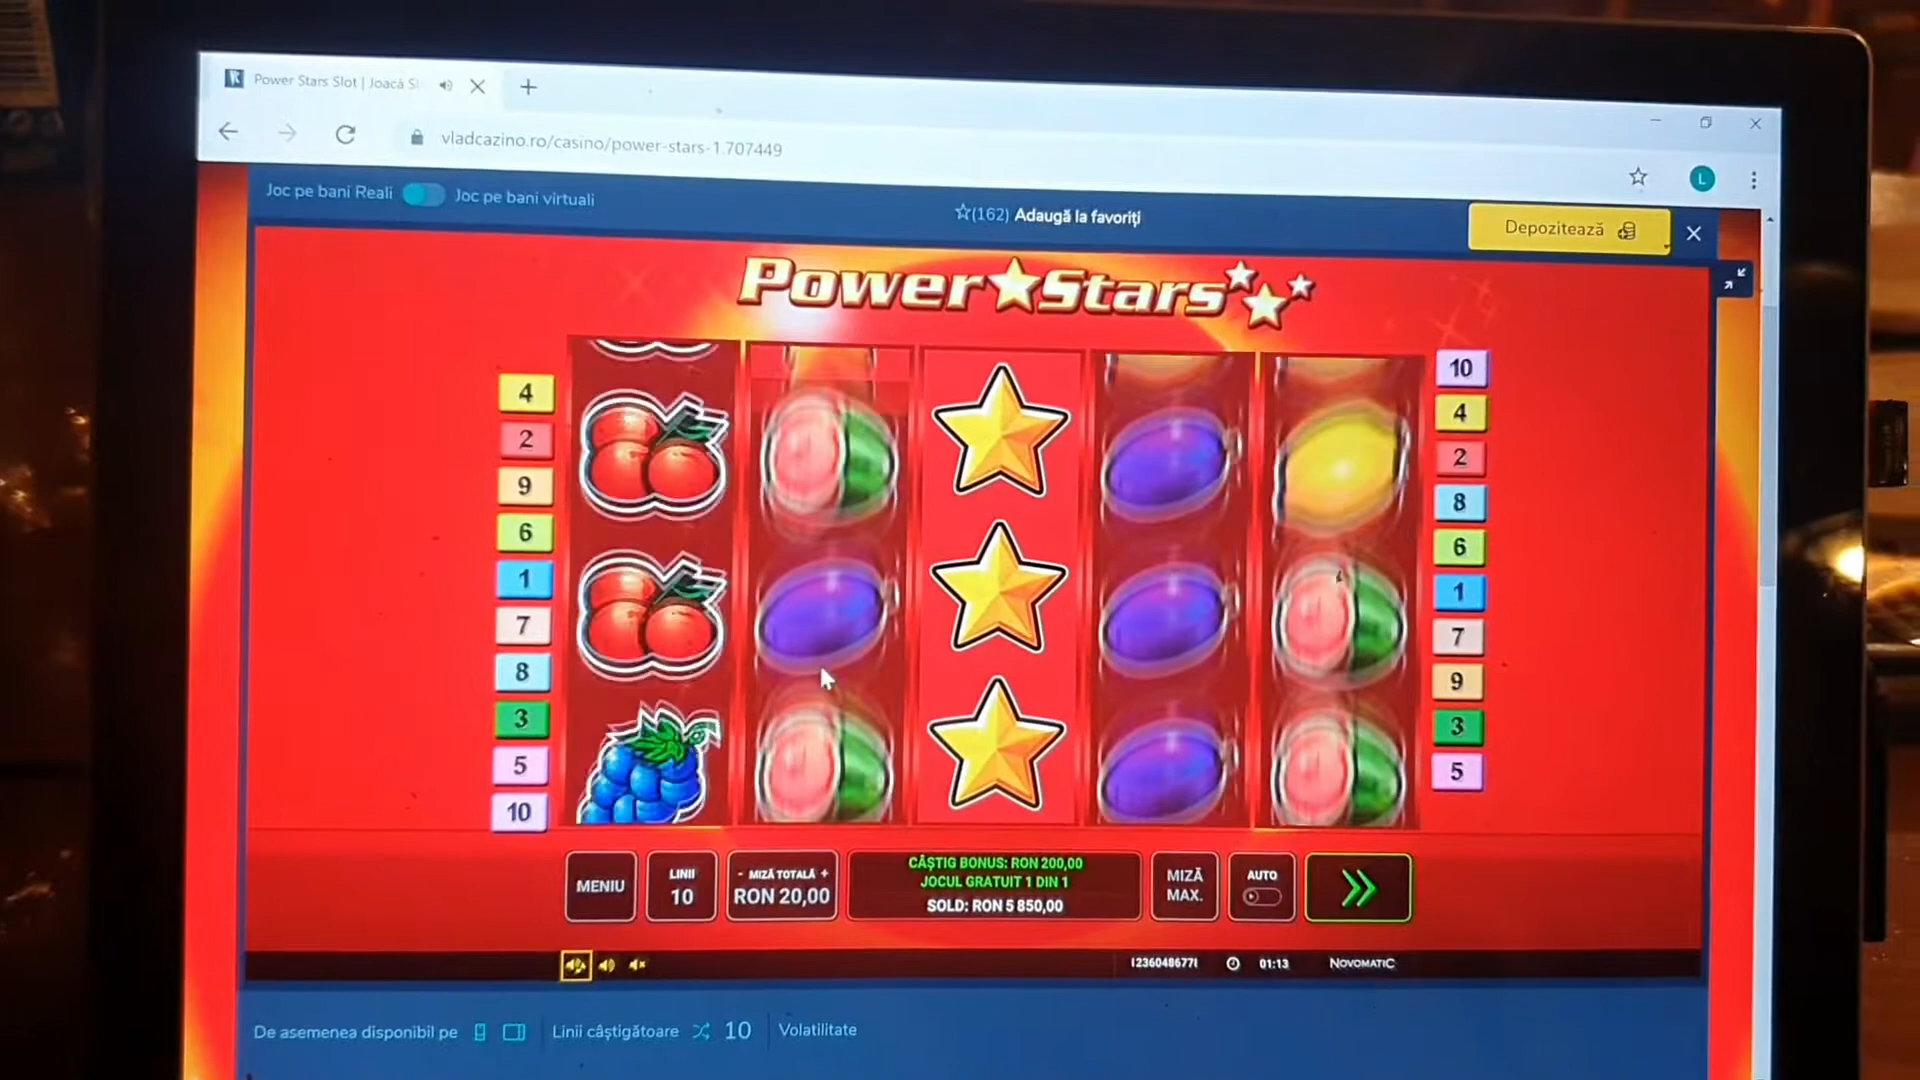 Power Stars Slot | Joacă Sl
vladcazino.ro/casino/power-stars-1.707449
L
Joc pe bani Reali
Joc pe bani virtuali
(162) Adaugă la favoriți
Depozitează
Power Stars
4
2
9
6
1
7
8
3
5
10
10
4
2
8
6
1
7
9
3
5
MENIU
LINII
10
- MIZĂ TOTALĂ +
RON 20,00
CÂȘTIG BONUS: RON 200,00
JOCUL GRATUIT 1 DIN 1
SOLD: RON 5 850,00
MIZĂ
MAX.
AUTO
01:13
NOVOMATIC
De asemenea disponibil pe
Linii câștigătoare
10
Volatilitate